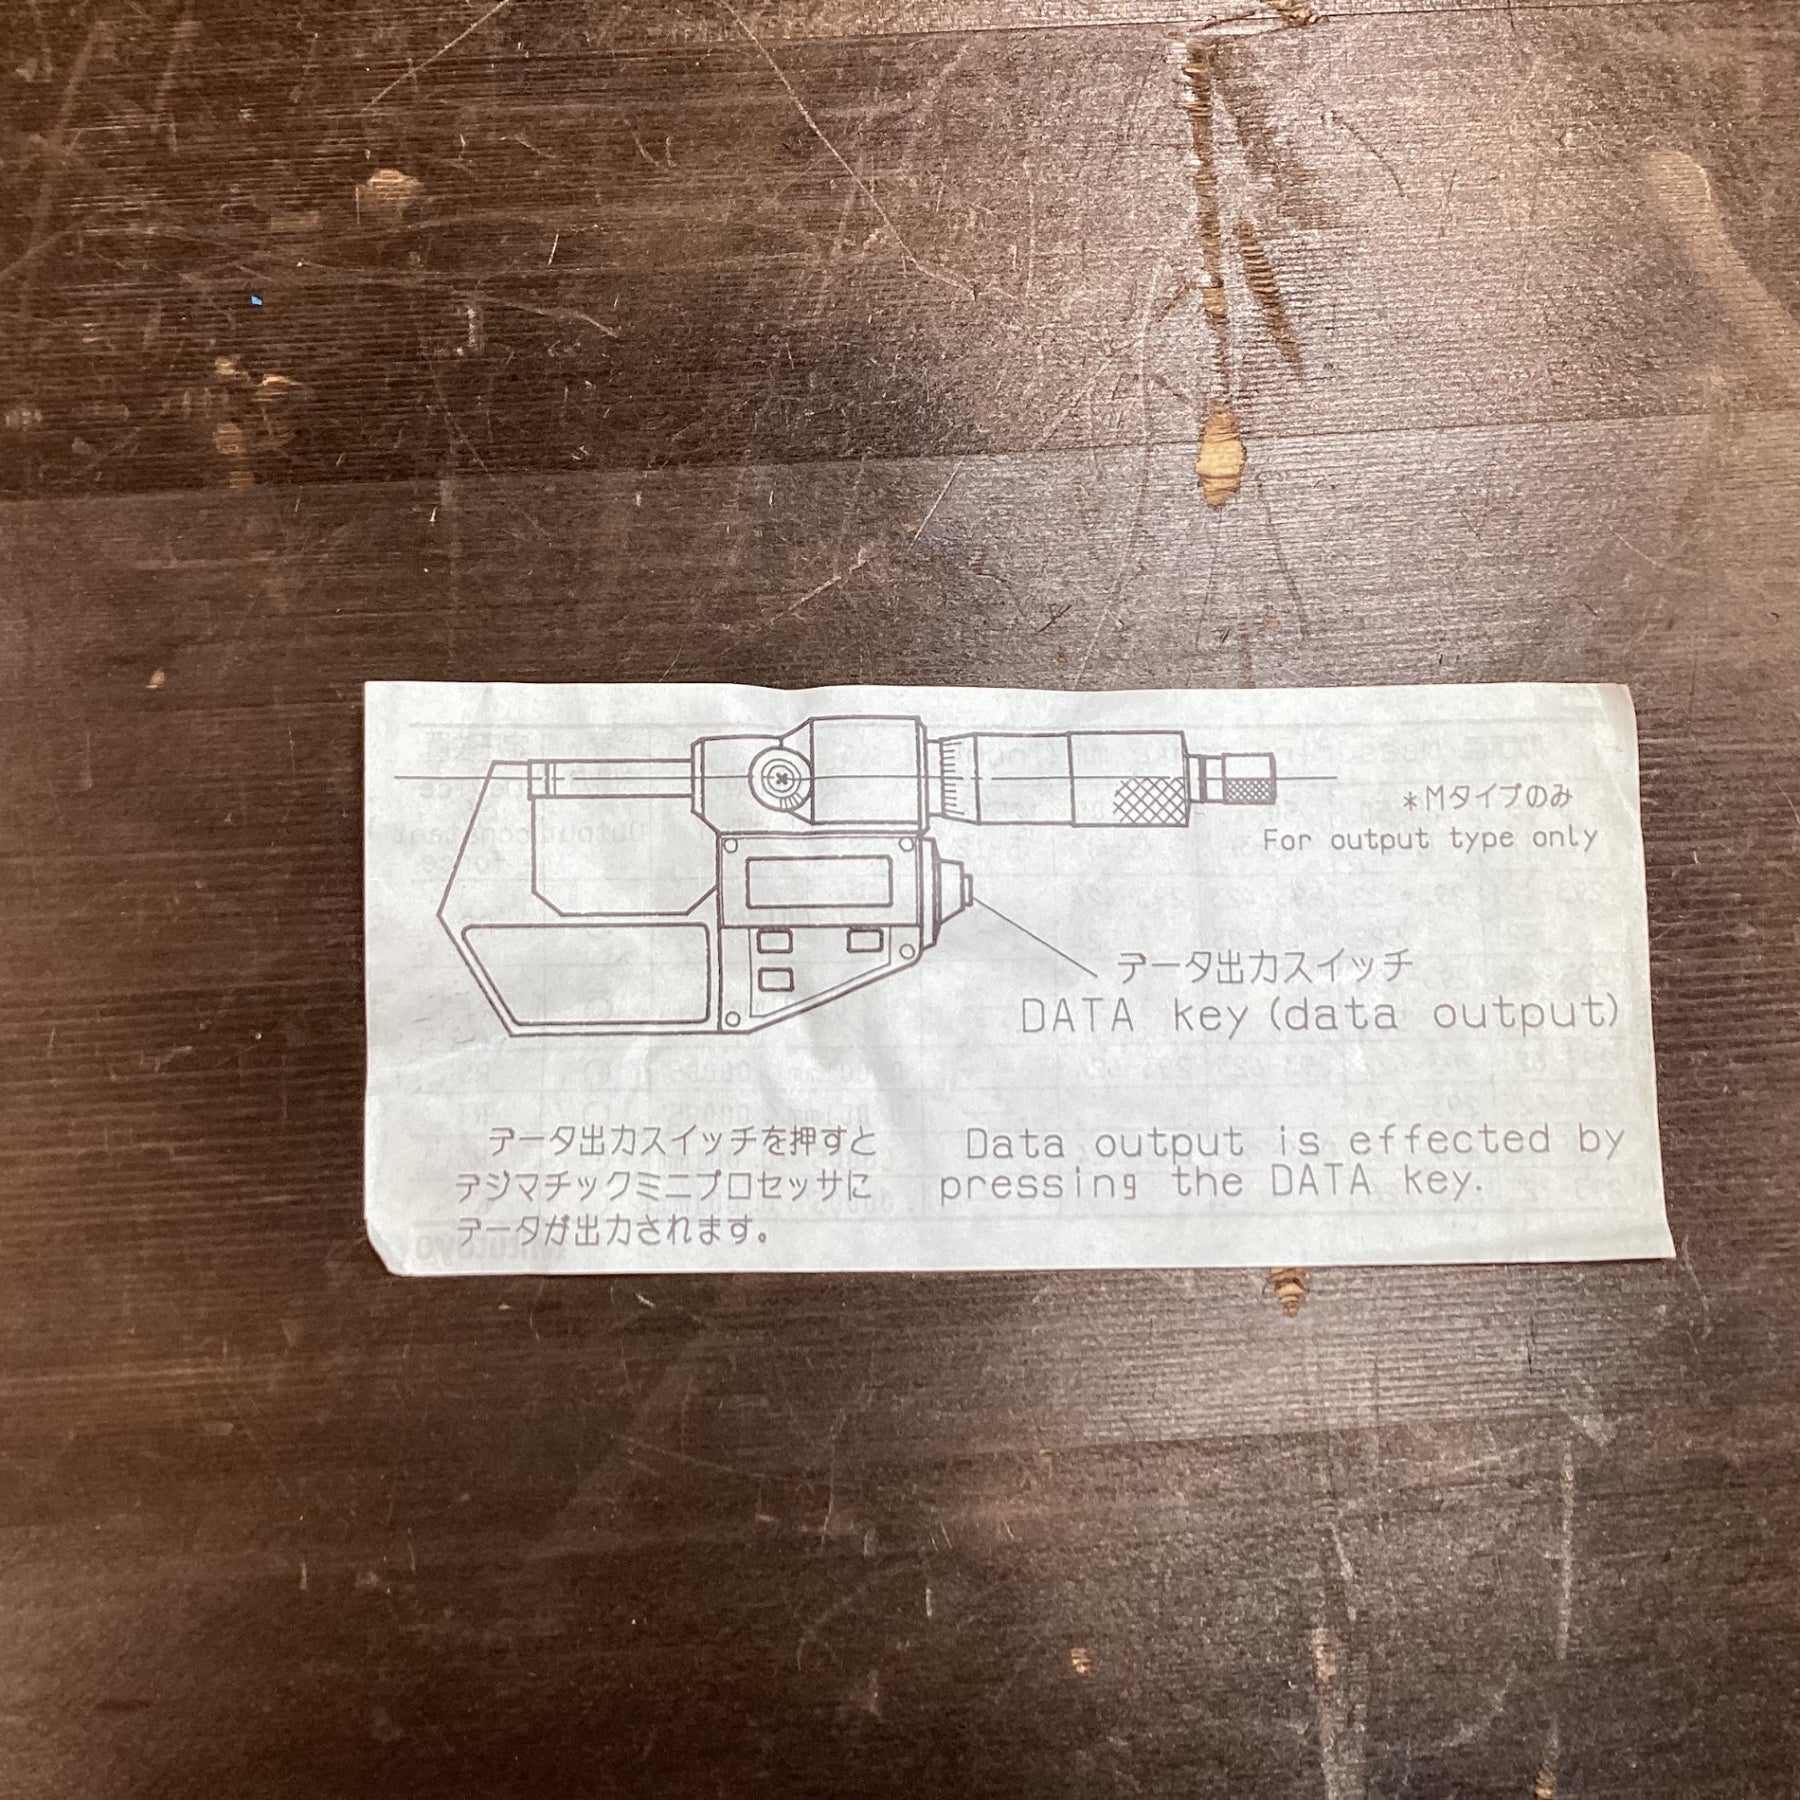 *Mタイプのみ
For output type only
データ出力スイッチ
DATA key (data output)
データ出力スイッチを押すと
デジマチックミニプロセッサに
データが出力されます。
Data output is effected by
pressing the DATA key.